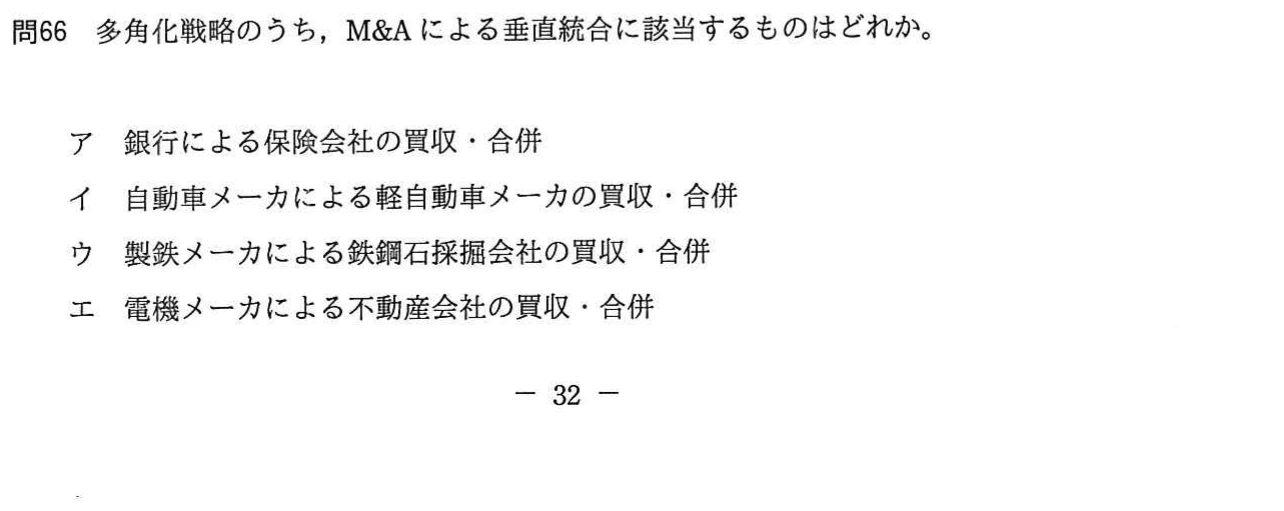 問66 多角化戦略のうち，M&Aによる垂直統合に該当するものはどれか。
ア 銀行による保険会社の買収・合併
イ 自動車メーカによる軽自動車メーカの買収・合併
ウ 製鉄メーカによる鉄鋼石採掘会社の買収・合併
エ 電機メーカによる不動産会社の買収・合併
－ 32 －